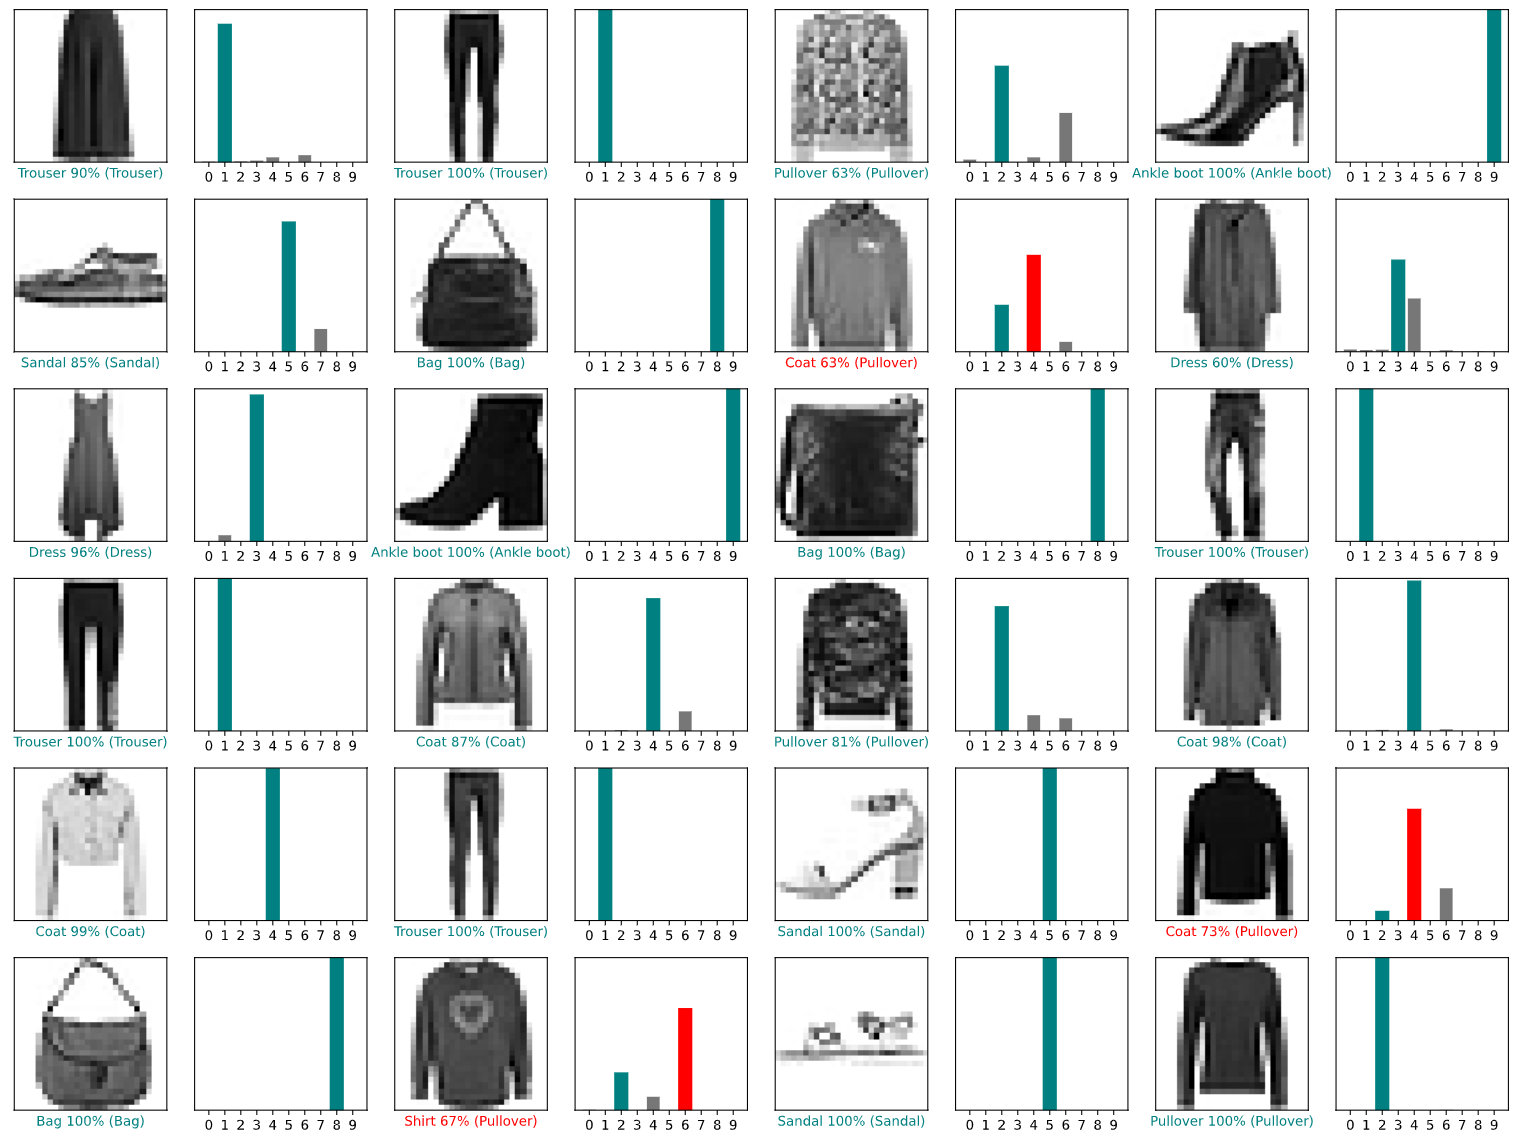 Trouser 90% (Trouser)
0 1 2 3 4 5 6 7 8 9
Trouser 100% (Trouser)
0 1 2 3 4 5 6 7 8 9
Pullover 63% (Pullover)
0 1 2 3 4 5 6 7 8 9
Ankle boot 100% (Ankle boot)
0 1 2 3 4 5 6 7 8 9
Sandal 85% (Sandal)
0 1 2 3 4 5 6 7 8 9
Bag 100% (Bag)
0 1 2 3 4 5 6 7 8 9
Coat 63% (Pullover)
0 1 2 3 4 5 6 7 8 9
Dress 60% (Dress)
0 1 2 3 4 5 6 7 8 9
Dress 96% (Dress)
0 1 2 3 4 5 6 7 8 9
Ankle boot 100% (Ankle boot)
0 1 2 3 4 5 6 7 8 9
Bag 100% (Bag)
0 1 2 3 4 5 6 7 8 9
Trouser 100% (Trouser)
0 1 2 3 4 5 6 7 8 9
Trouser 100% (Trouser)
0 1 2 3 4 5 6 7 8 9
Coat 87% (Coat)
0 1 2 3 4 5 6 7 8 9
Pullover 81% (Pullover)
0 1 2 3 4 5 6 7 8 9
Coat 98% (Coat)
0 1 2 3 4 5 6 7 8 9
Coat 99% (Coat)
0 1 2 3 4 5 6 7 8 9
Trouser 100% (Trouser)
0 1 2 3 4 5 6 7 8 9
Sandal 100% (Sandal)
0 1 2 3 4 5 6 7 8 9
Coat 73% (Pullover)
0 1 2 3 4 5 6 7 8 9
Bag 100% (Bag)
0 1 2 3 4 5 6 7 8 9
Shirt 67% (Pullover)
0 1 2 3 4 5 6 7 8 9
Sandal 100% (Sandal)
0 1 2 3 4 5 6 7 8 9
Pullover 100% (Pullover)
0 1 2 3 4 5 6 7 8 9